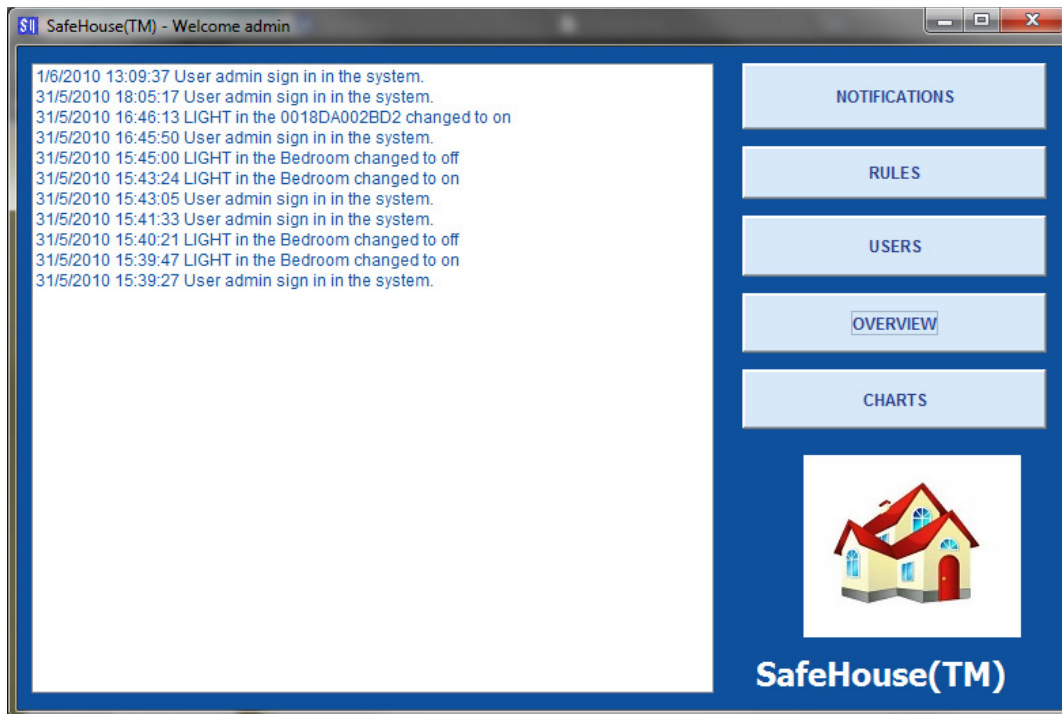 SafeHouse(TM) - Welcome admin
1/6/2010 13:09:37 User admin sign in in the system.
31/5/2010 18:05:17 User admin sign in in the system.
31/5/2010 16:46:13 LIGHT in the 0018DA002BD2 changed to on
31/5/2010 16:45:50 User admin sign in in the system.
31/5/2010 15:45:00 LIGHT in the Bedroom changed to off
31/5/2010 15:43:24 LIGHT in the Bedroom changed to on
31/5/2010 15:43:05 User admin sign in in the system.
31/5/2010 15:41:33 User admin sign in in the system.
31/5/2010 15:40:21 LIGHT in the Bedroom changed to off
31/5/2010 15:39:47 LIGHT in the Bedroom changed to on
31/5/2010 15:39:27 User admin sign in in the system.
NOTIFICATIONS
RULES
USERS
OVERVIEW
CHARTS
SafeHouse(TM)